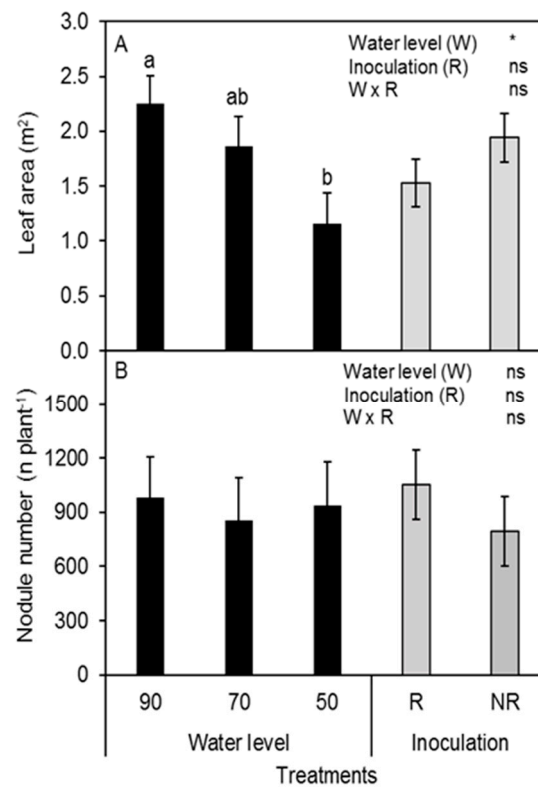 A
Water level (W) *
Inoculation (R) ns
W x R ns
3.0
2.5
2.0
1.5
1.0
0.5
0.0
Leaf area (m²)
a
ab
b
B
Water level (W) ns
Inoculation (R) ns
W x R ns
1500
1200
900
600
300
0
Nodule number (n plant⁻¹)
90 70 50 R NR
Water level Inoculation
Treatments